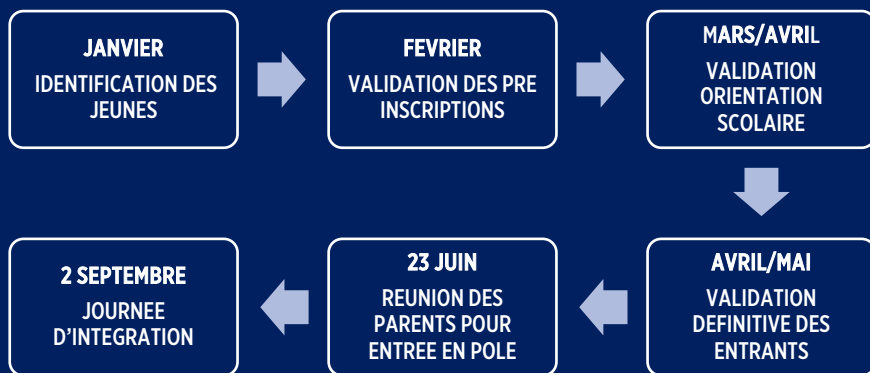 JANVIER
IDENTIFICATION DES
JEUNES
FEVRIER
VALIDATION DES PRE
INSCRIPTIONS
MARS/AVRIL
VALIDATION
ORIENTATION
SCOLAIRE
AVRIL/MAI
VALIDATION
DEFINITIVE DES
ENTRANTS
23 JUIN
REUNION DES
PARENTS POUR
ENTREE EN POLE
2 SEPTEMBRE
JOURNEE
D'INTEGRATION